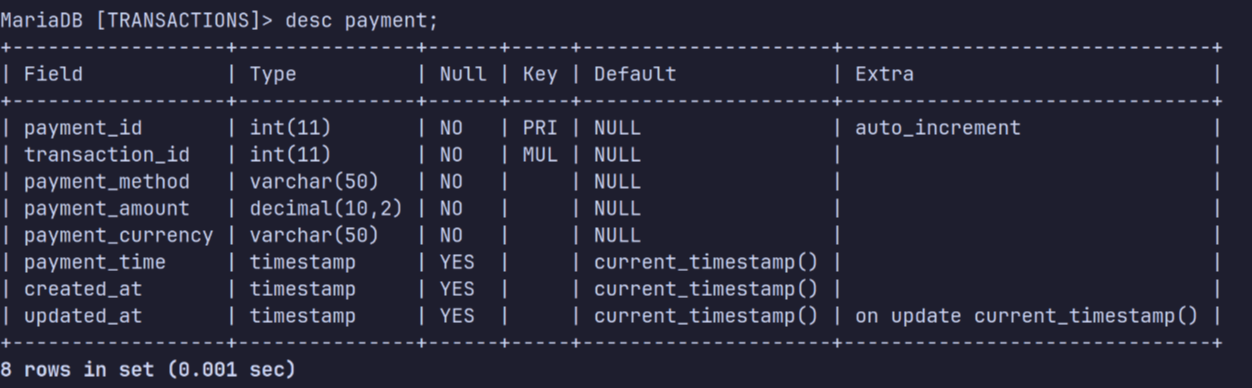 MariaDB [TRANSACTIONS]> desc payment;
+------------------+---------------+------+-----+---------------------+-------------------------------+
| Field            | Type          | Null | Key | Default             | Extra                         |
+------------------+---------------+------+-----+---------------------+-------------------------------+
| payment_id       | int(11)       | NO   | PRI | NULL                | auto_increment                |
| transaction_id   | int(11)       | NO   | MUL | NULL                |                               |
| payment_method   | varchar(50)   | NO   |     | NULL                |                               |
| payment_amount   | decimal(10,2) | NO   |     | NULL                |                               |
| payment_currency | varchar(50)   | NO   |     | NULL                |                               |
| payment_time     | timestamp     | YES  |     | current_timestamp() |                               |
| created_at       | timestamp     | YES  |     | current_timestamp() |                               |
| updated_at       | timestamp     | YES  |     | current_timestamp() | on update current_timestamp() |
+------------------+---------------+------+-----+---------------------+-------------------------------+
8 rows in set (0.001 sec)